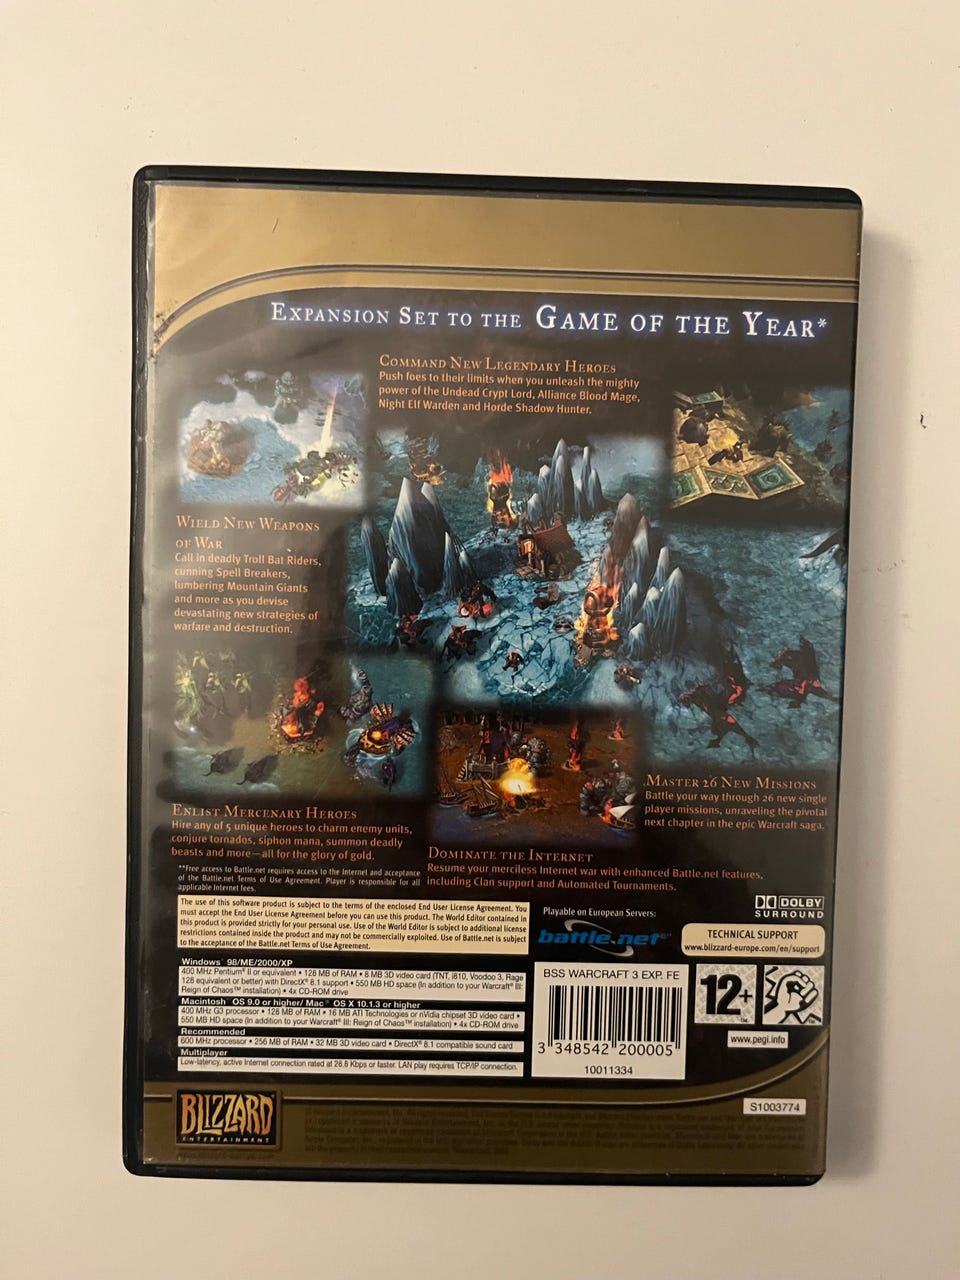 EXPANSION SET TO THE GAME OF THE YEAR*
COMMAND NEW LEGENDARY HEROES
Push foes to their limits when you unleash the mighty
power of the Undead Crypt Lord, Alliance Blood Mage,
Night Elf Warden and Horde Shadow Hunter.
WIELD NEW WEAPONS
OF WAR
Call in deadly Troll Bat Riders,
cunning Spell Breakers,
lumbering Mountain Giants
and more as you devise
devastating new strategies of
warfare and destruction.
ENLIST MERCENARY HEROES
Hire any of 5 unique heroes to charm enemy units,
conjure tornados, siphon mana, summon deadly
beasts and more—all for the glory of gold.
MASTER 26 NEW MISSIONS
Battle your way through 26 new single
player missions, unraveling the pivotal
next chapter in the epic Warcraft saga.
DOMINATE THE INTERNET
Resume your merciless Internet war with enhanced Battle.net features,
including Clan support and Automated Tournaments.
**Free access to Battle.net requires access to the Internet and acceptance
of the Battle.net Terms of Use Agreement. Player is responsible for all
applicable Internet fees.
The use of this software product is subject to the terms of the enclosed End User License Agreement. You
must accept the End User License Agreement before you can use this product. The World Editor contained in
this product is provided strictly for your personal use. Use of the World Editor is subject to additional license
restrictions contained inside the product and may not be commercially exploited. Use of Battle.net is subject
to the acceptance of the Battle.net Terms of Use Agreement.
Playable on European Servers:
battle.net
DOLBY
SURROUND
TECHNICAL SUPPORT
www.blizzard-europe.com/en/support
Windows® 98/ME/2000/XP
400 MHz Pentium® II or equivalent • 128 MB of RAM • 8 MB 3D video card (TNT, i810, Voodoo 3, Rage
128 equivalent or better) with DirectX® 8.1 support • 550 MB HD space (In addition to your Warcraft® III:
Reign of Chaos™ installation) • 4x CD-ROM drive
Macintosh® OS 9.0 or higher/ Mac® OS X 10.1.3 or higher
400 MHz G3 processor • 128 MB of RAM • 16 MB ATI Technologies or nVidia chipset 3D video card •
550 MB HD space (In addition to your Warcraft® III: Reign of Chaos™ installation) • 4x CD-ROM drive
Recommended
600 MHz processor • 256 MB of RAM • 32 MB 3D video card • DirectX® 8.1 compatible sound card
Multiplayer
Low-latency, active Internet connection rated at 28.8 Kbps or faster. LAN play requires TCP/IP connection.
BSS WARCRAFT 3 EXP. FE
3 348542 200005
10011334
12+
www.pegi.info
S1003774
BLIZZARD
ENTERTAINMENT